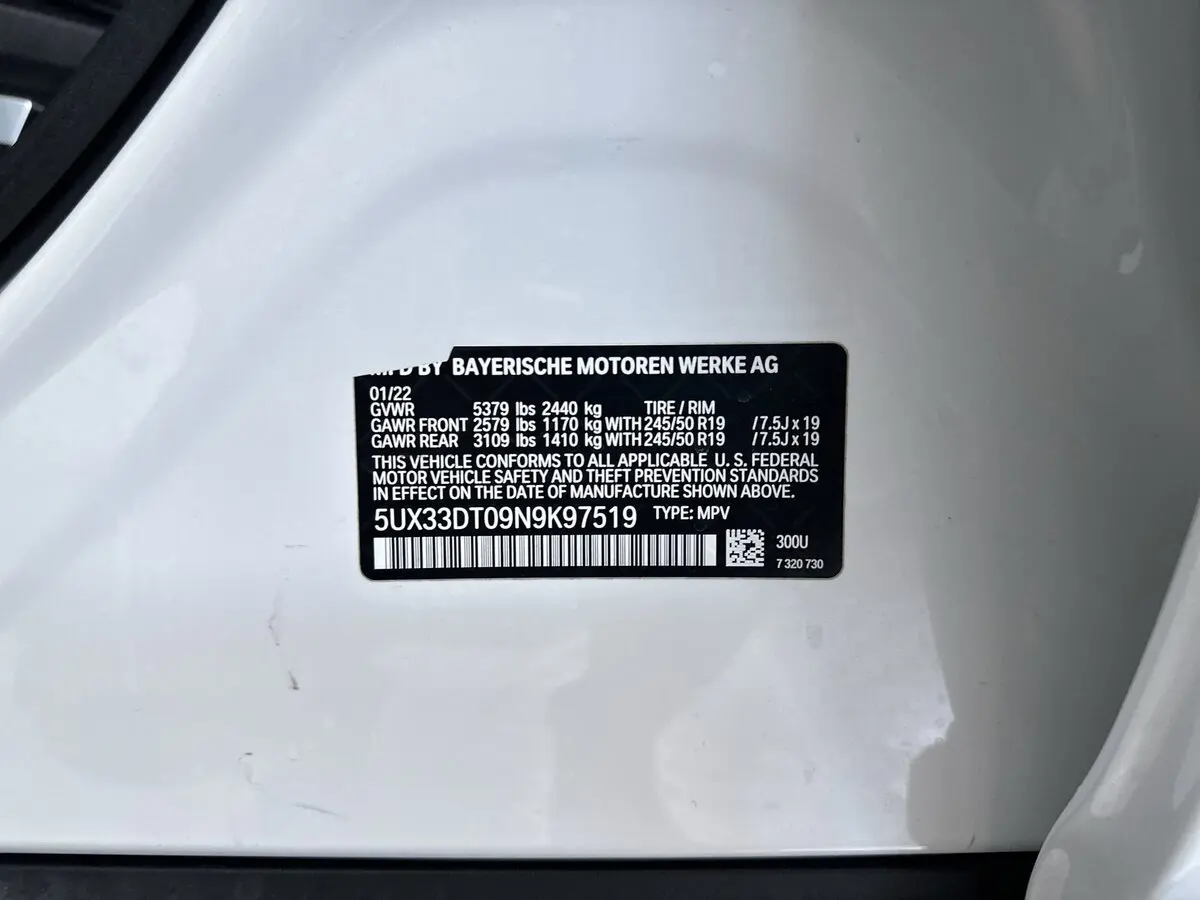 MFD BY BAYERISCHE MOTOREN WERKE AG
01/22
GVWR 5379 lbs 2440 kg TIRE / RIM
GAWR FRONT 2579 lbs 1170 kg WITH 245/50 R19 / 7.5J x 19
GAWR REAR 3109 lbs 1410 kg WITH 245/50 R19 / 7.5J x 19
THIS VEHICLE CONFORMS TO ALL APPLICABLE U. S. FEDERAL
MOTOR VEHICLE SAFETY AND THEFT PREVENTION STANDARDS
IN EFFECT ON THE DATE OF MANUFACTURE SHOWN ABOVE.
5UX33DT09N9K97519 TYPE: MPV
300U
7 320 730